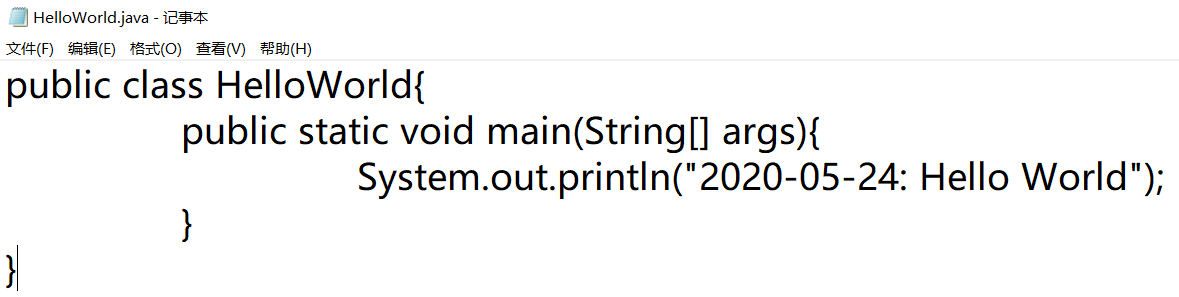 HelloWorld.java - 记事本
文件(F) 编辑(E) 格式(O) 查看(V) 帮助(H)
public class HelloWorld{
public static void main(String[] args){
System.out.println("2020-05-24: Hello World");
}
}